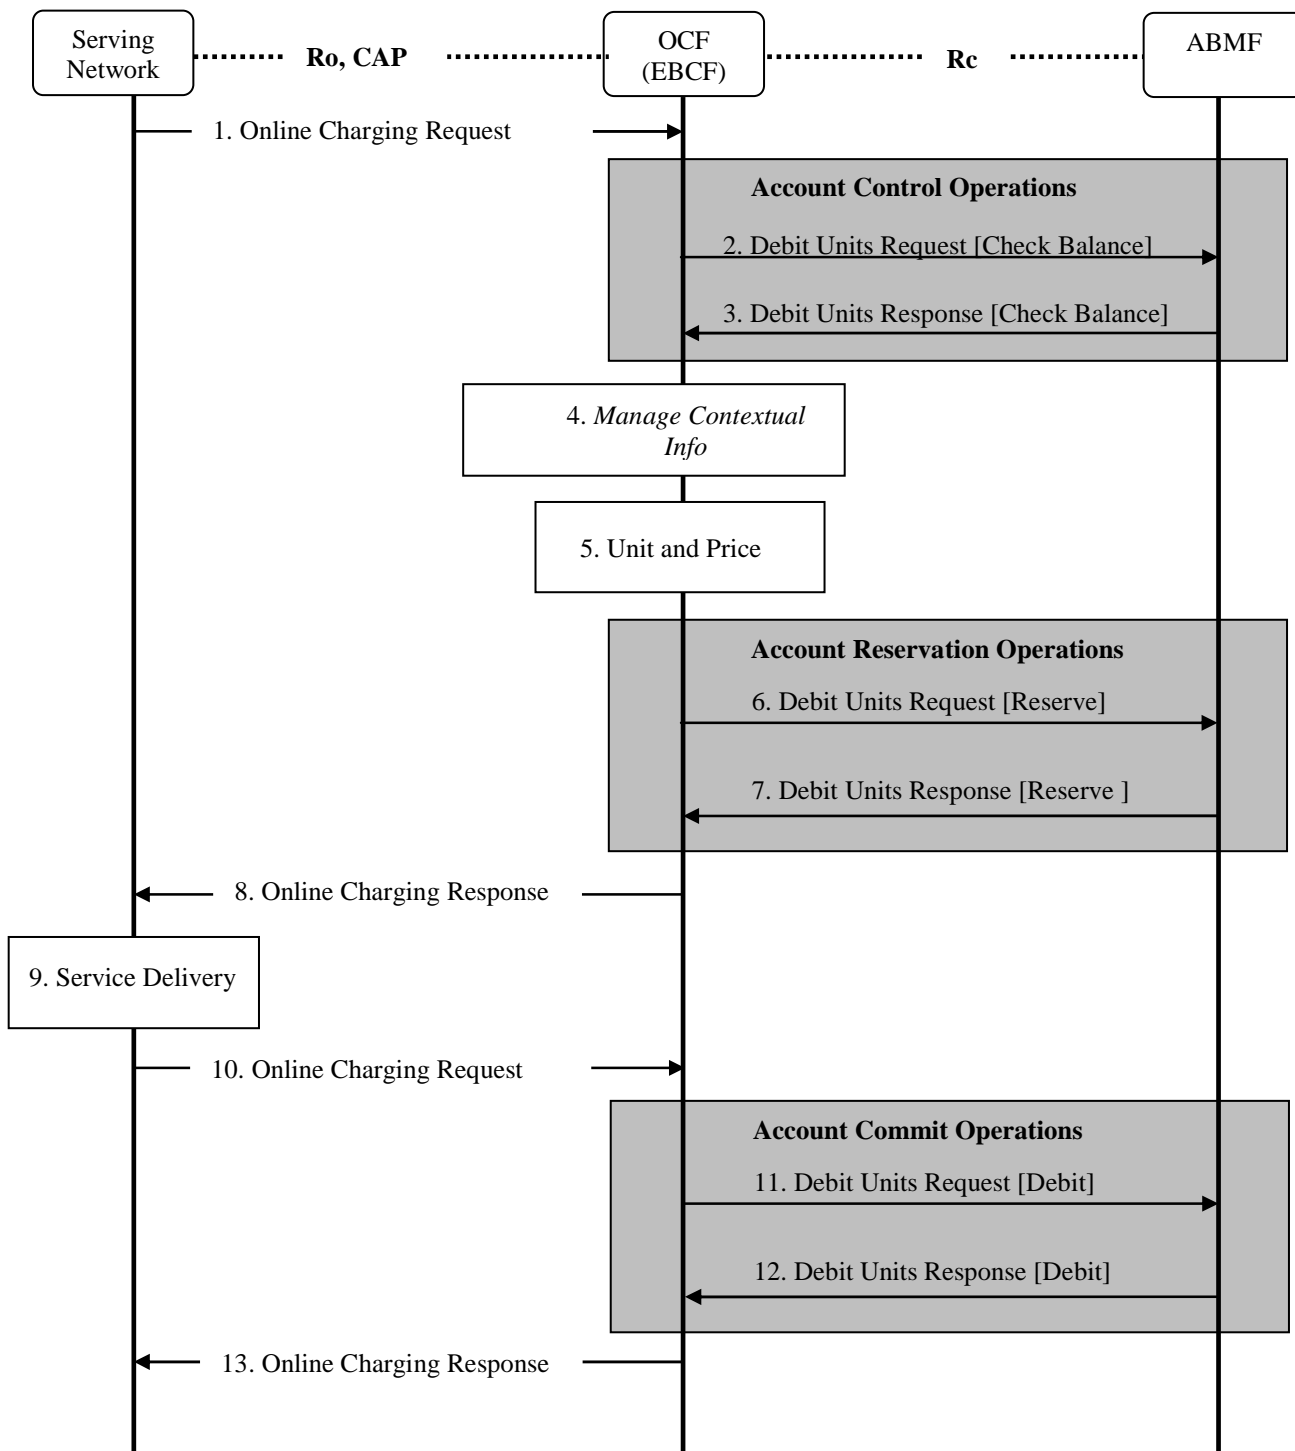 Serving
Network
Ro, CAP
OCF
(EBCF)
Rc
ABMF
1. Online Charging Request
Account Control Operations
2. Debit Units Request [Check Balance]
3. Debit Units Response [Check Balance]
4. Manage Contextual
Info
5. Unit and Price
Account Reservation Operations
6. Debit Units Request [Reserve]
7. Debit Units Response [Reserve ]
8. Online Charging Response
9. Service Delivery
10. Online Charging Request
Account Commit Operations
11. Debit Units Request [Debit]
12. Debit Units Response [Debit]
13. Online Charging Response